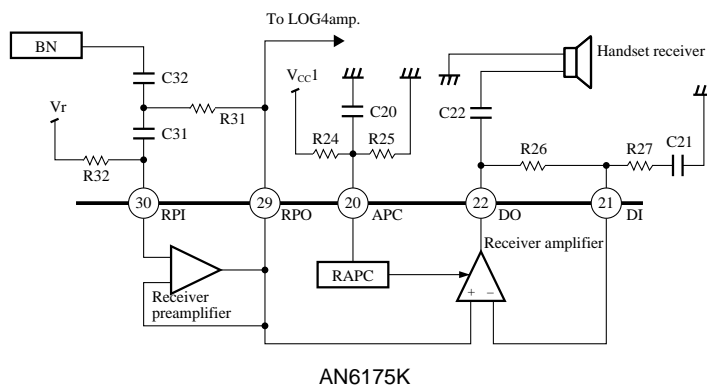 To LOG4amp.
BN
Handset receiver
C32
VCC1
Vr
C20
C22
C21
R31
C31
R24
R25
R26
R27
R32
30
RPI
29
RPO
20
APC
22
DO
21
DI
Receiver amplifier
RAPC
Receiver
preamplifier
+
−
AN6175K